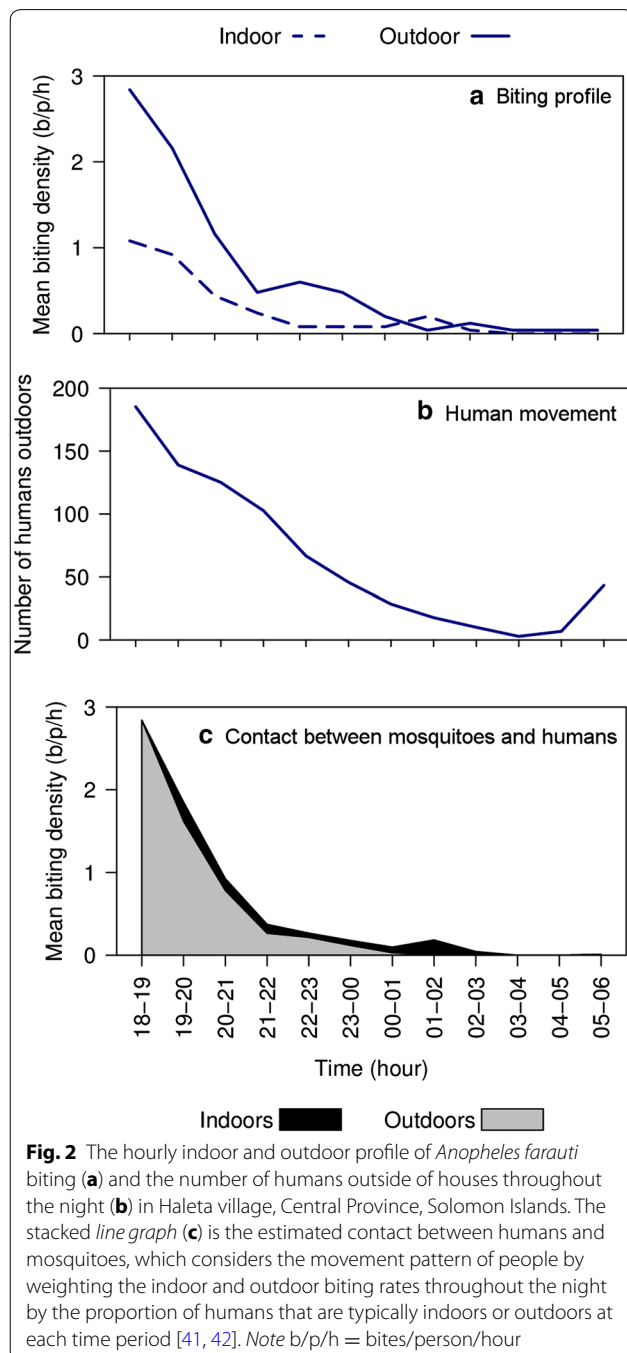 Indoor Outdoor
a Biting profile
Mean biting density (b/p/h)
3
2
1
0
b Human movement
Number of humans outdoors
200
150
100
50
0
c Contact between mosquitoes and humans
Mean biting density (b/p/h)
3
2
1
0
18–19
19–20
20–21
21–22
22–23
23–00
00–01
01–02
02–03
03–04
04–05
05–06
Time (hour)
Indoors Outdoors
Fig. 2 The hourly indoor and outdoor profile of Anopheles farauti
biting (a) and the number of humans outside of houses throughout
the night (b) in Haleta village, Central Province, Solomon Islands. The
stacked line graph (c) is the estimated contact between humans and
mosquitoes, which considers the movement pattern of people by
weighting the indoor and outdoor biting rates throughout the night
by the proportion of humans that are typically indoors or outdoors at
each time period [41, 42]. Note b/p/h = bites/person/hour